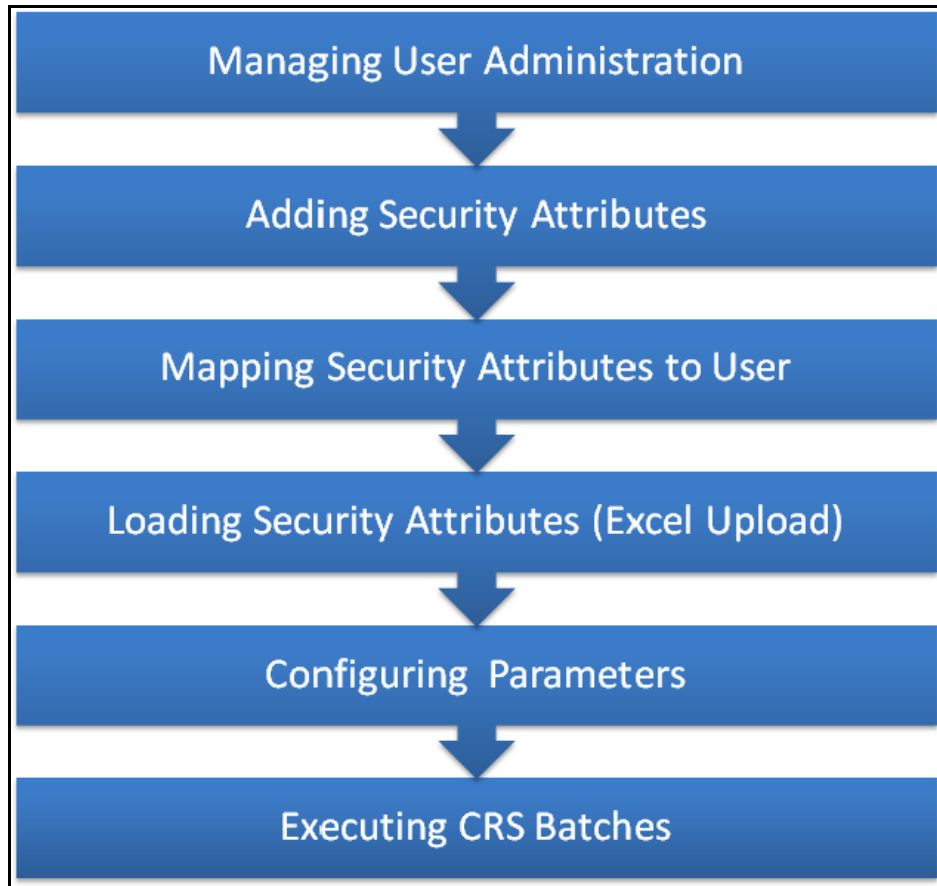 Managing User Administration
Adding Security Attributes
Mapping Security Attributes to User
Loading Security Attributes (Excel Upload)
Configuring Parameters
Executing CRS Batches